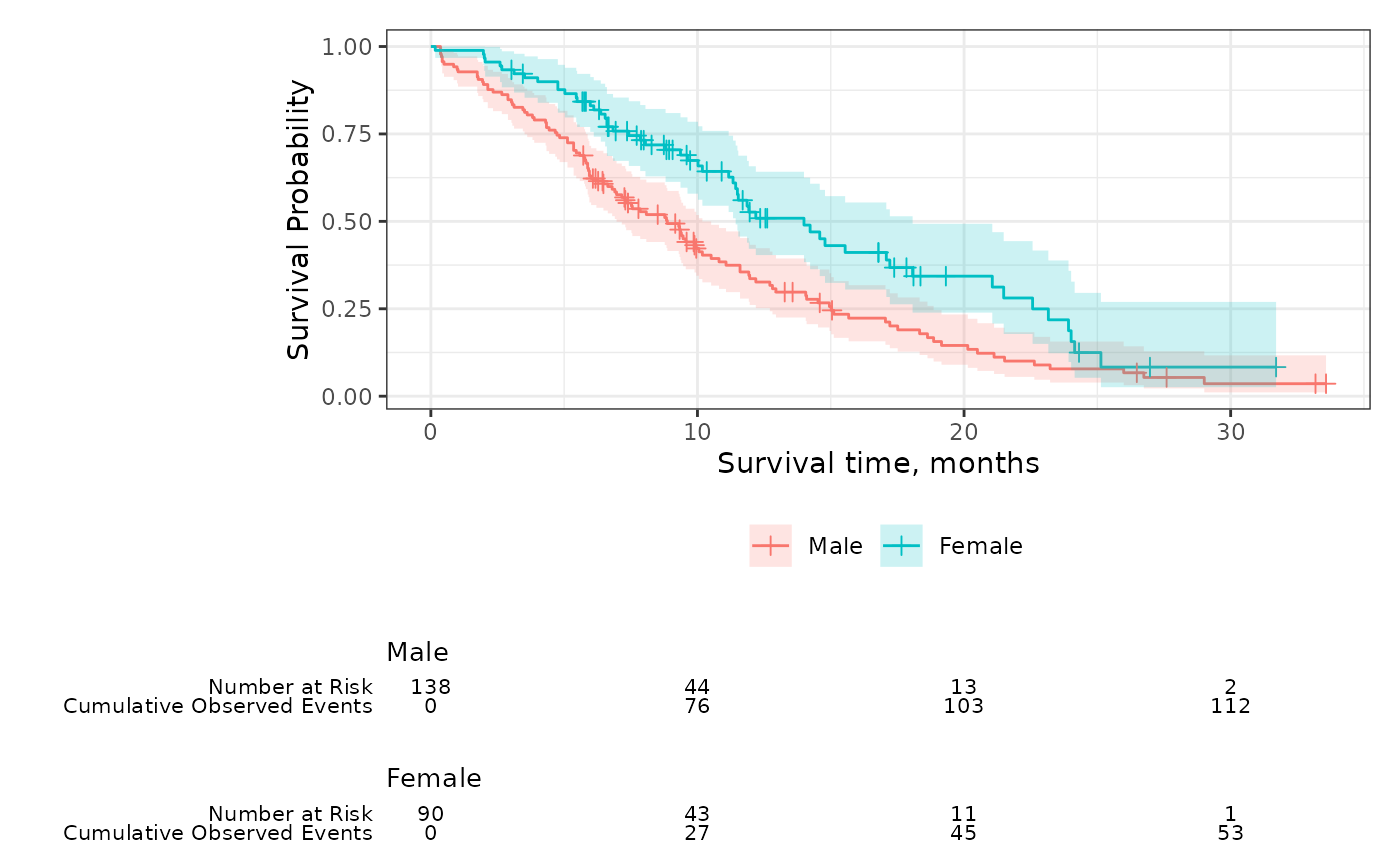 1.00
0.75
0.50
0.25
0.00
Survival Probability
0 10 20 30
Survival time, months
Male Female
Male
Number at Risk 138 44 13 2
Cumulative Observed Events 0 76 103 112
Female
Number at Risk 90 43 11 1
Cumulative Observed Events 0 27 45 53